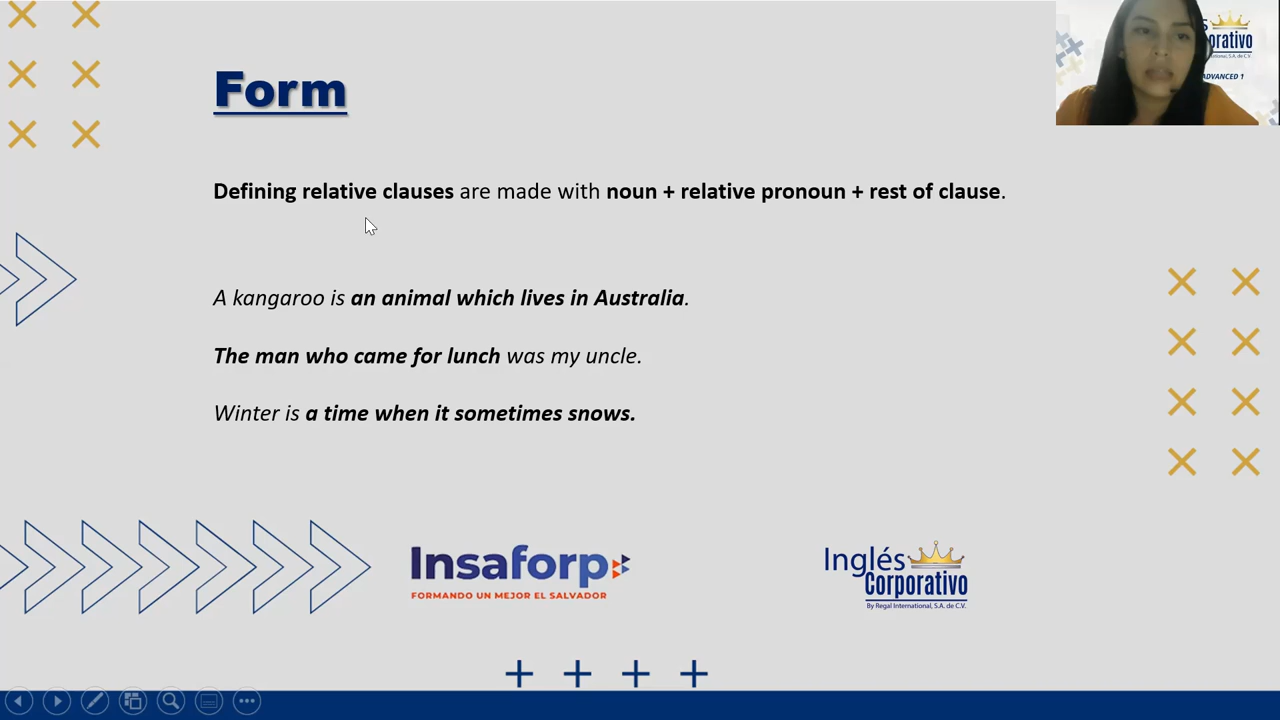 Form
Defining relative clauses are made with noun + relative pronoun + rest of clause.
A kangaroo is an animal which lives in Australia.
The man who came for lunch was my uncle.
Winter is a time when it sometimes snows.
Insaforp
FORMANDO UN MEJOR EL SALVADOR
Inglés
Corporativo
By Regal International, S.A. de C.V.
ADVANCED 1